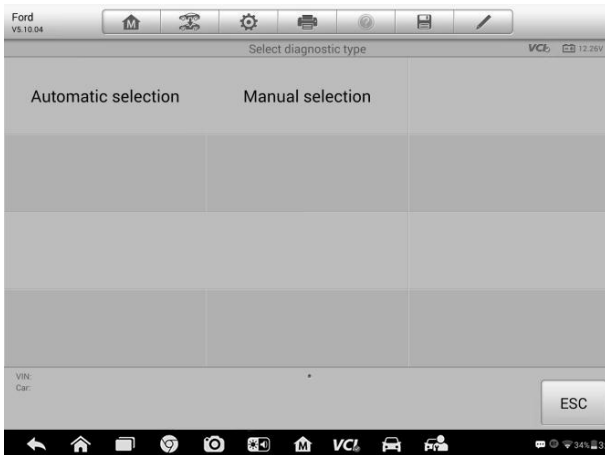 Ford
V5.10.04
M
Select diagnostic type
VCI 12.26V
Automatic selection Manual selection
VIN:
Car:
ESC
M VCI 34% 3